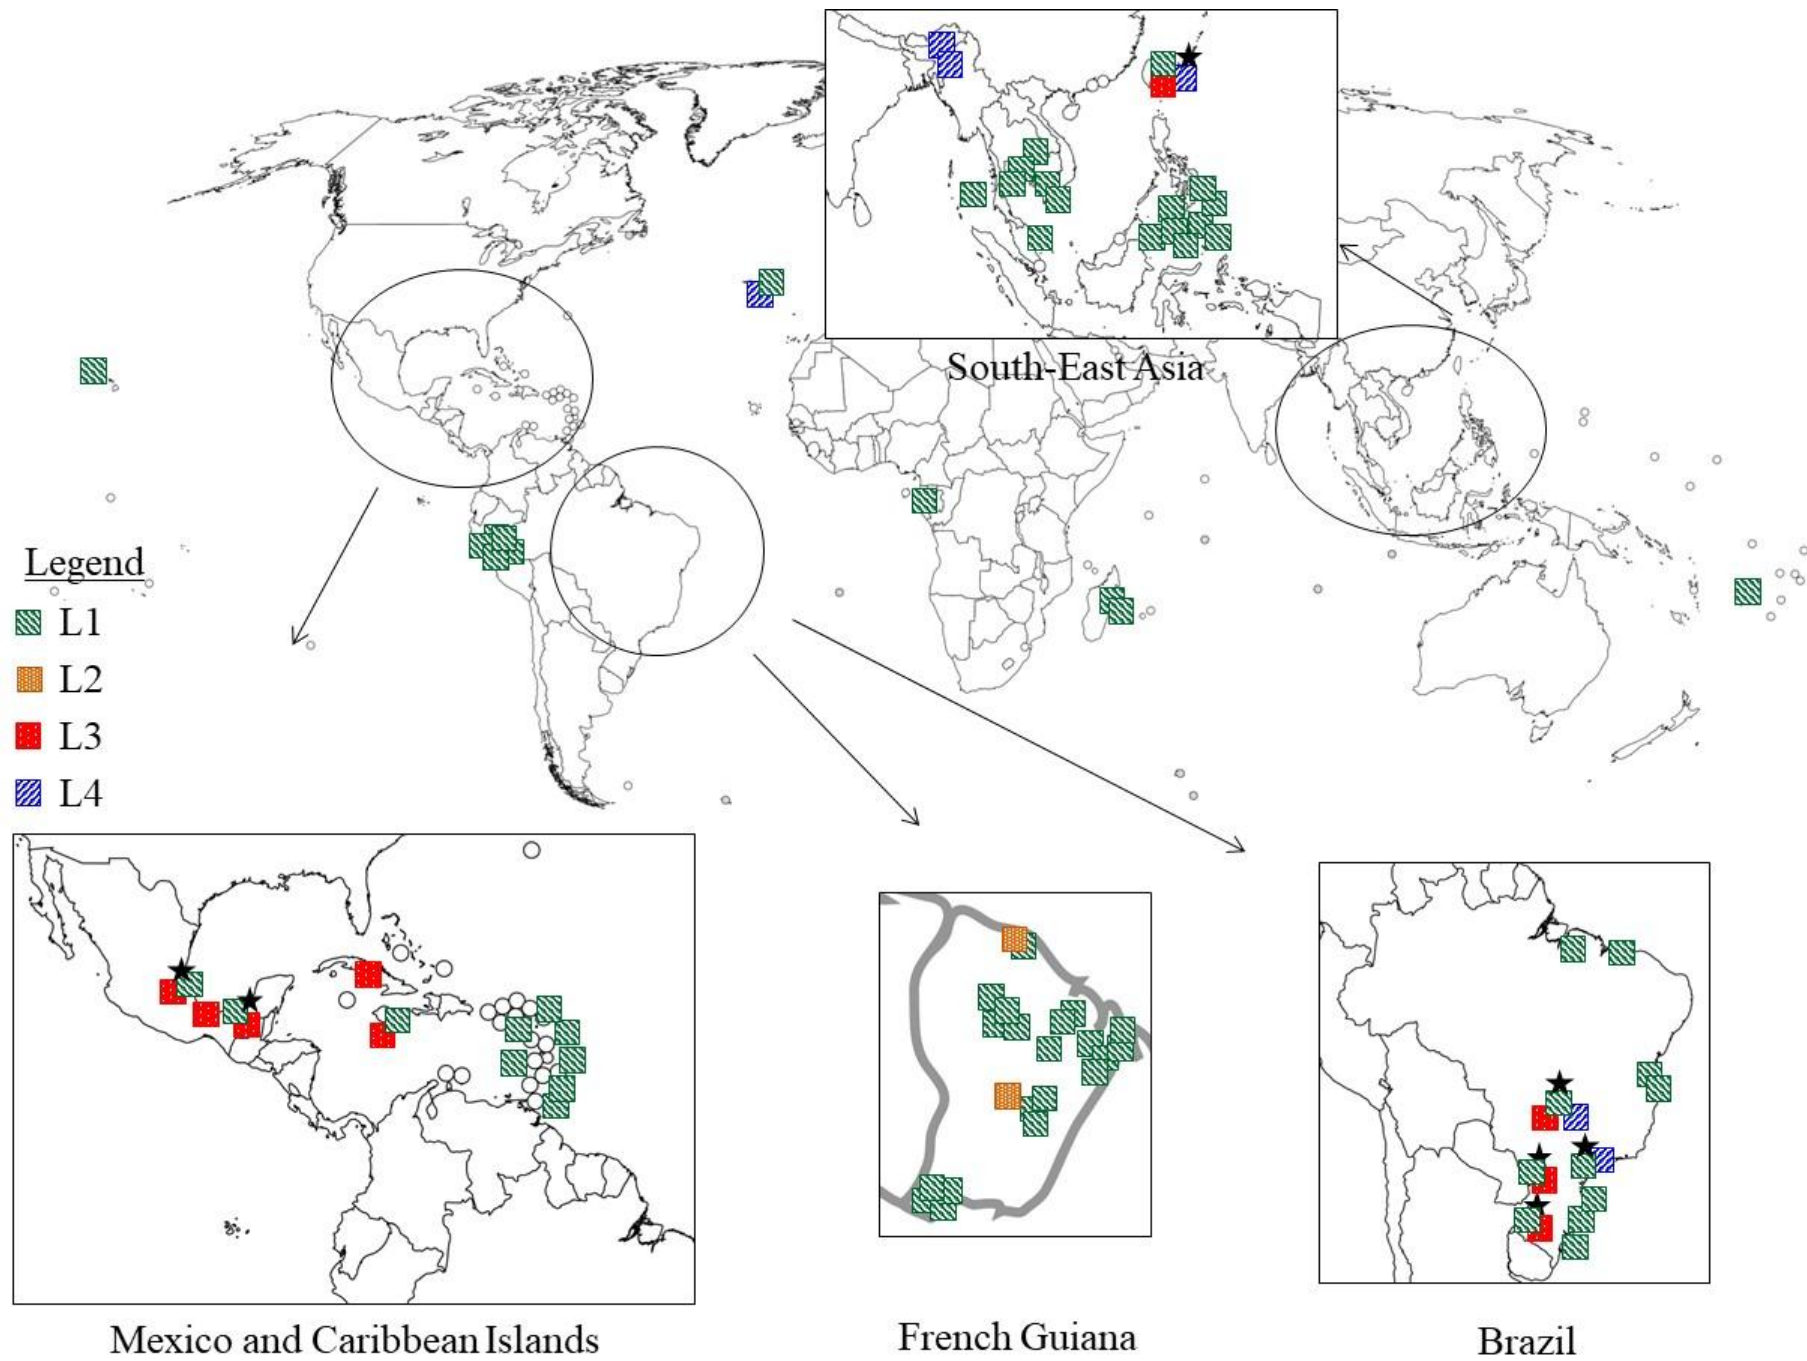 South-East Asia
Legend
L1
L2
L3
L4
Mexico and Caribbean Islands
French Guiana
Brazil